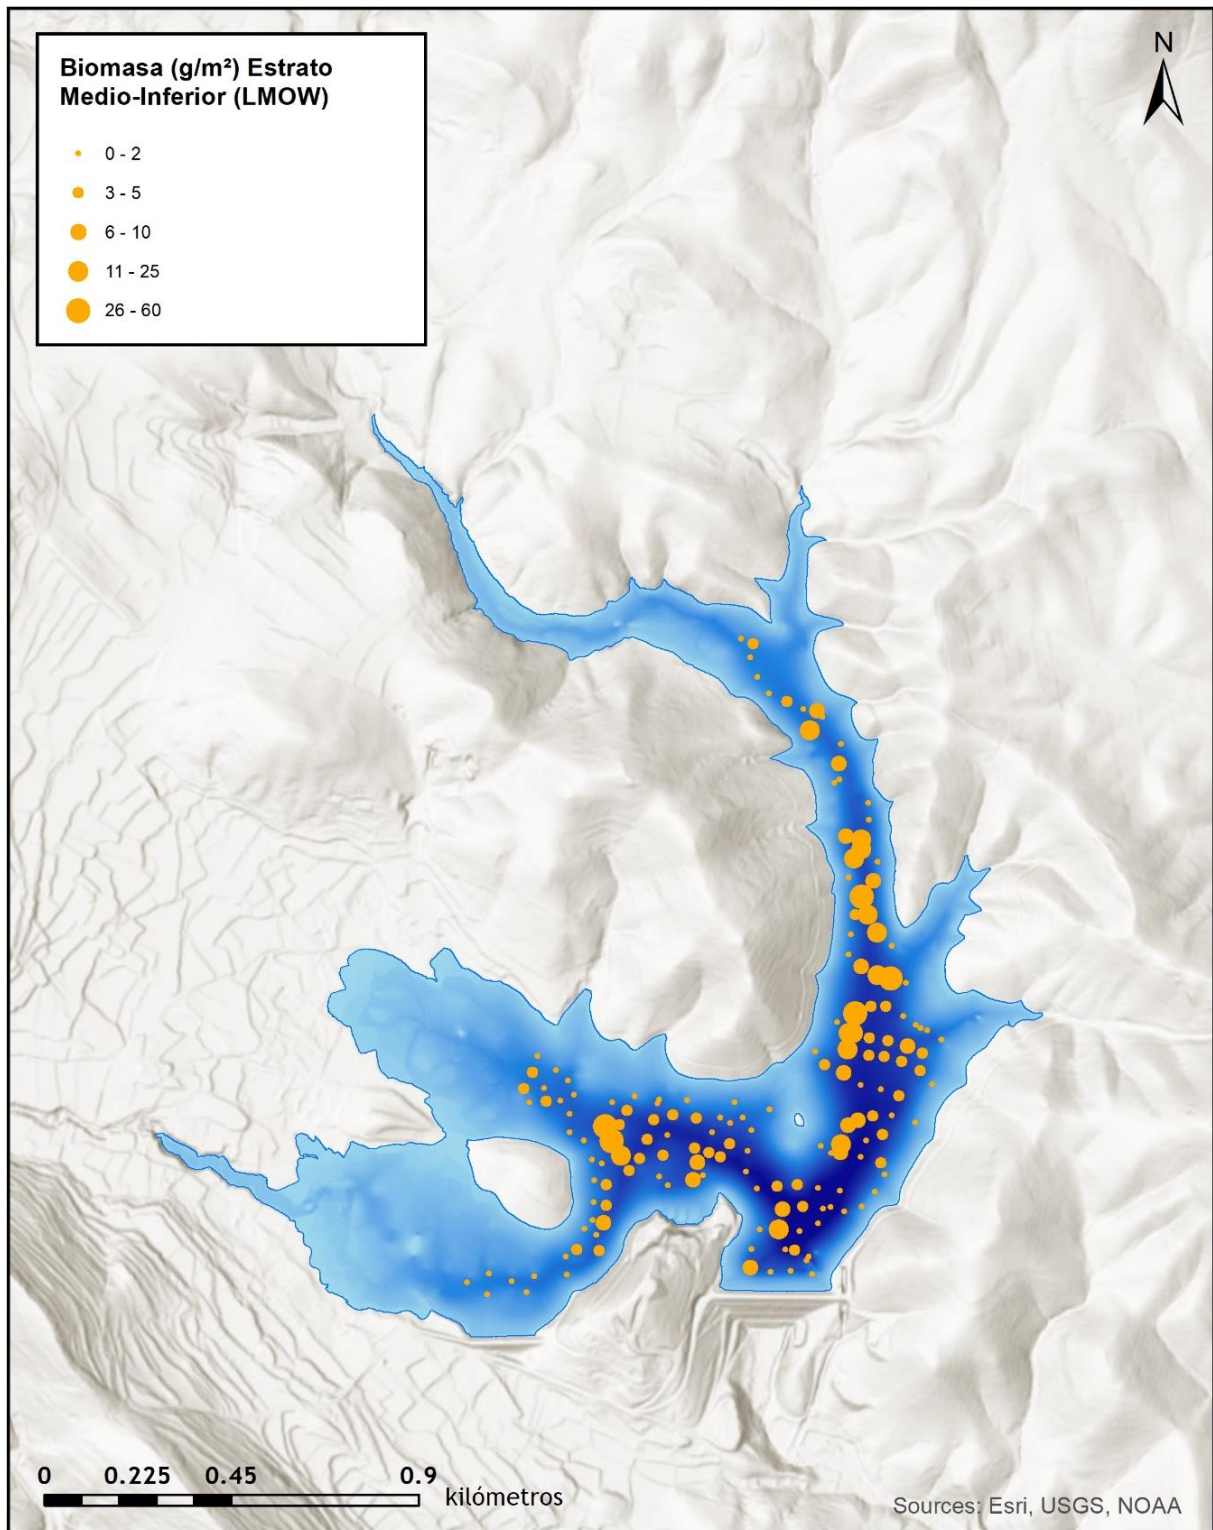 Biomasa (g/m²) Estrato
Medio-Inferior (LMOW)
0 - 2
3 - 5
6 - 10
11 - 25
26 - 60
N
0 0.225 0.45 0.9
kilómetros
Sources: Esri, USGS, NOAA